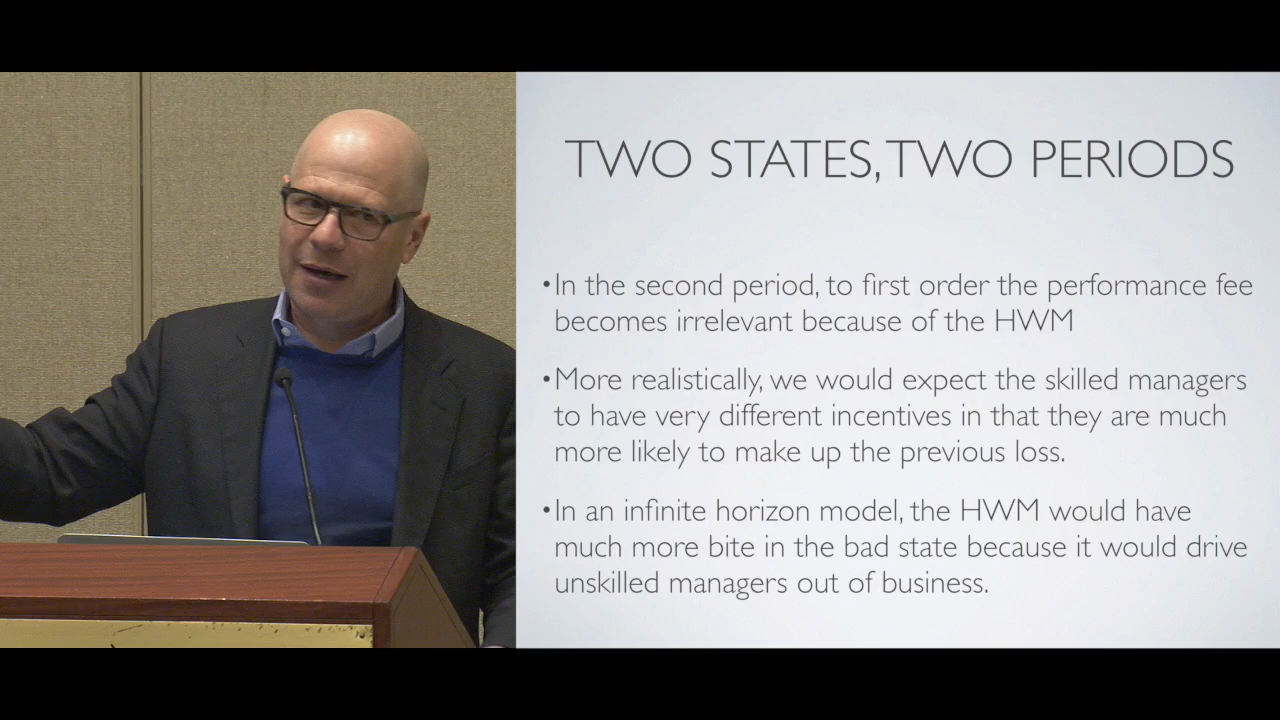 TWO STATES, TWO PERIODS
•In the second period, to first order the performance fee
becomes irrelevant because of the HWM
•More realistically, we would expect the skilled managers
to have very different incentives in that they are much
more likely to make up the previous loss.
•In an infinite horizon model, the HWM would have
much more bite in the bad state because it would drive
unskilled managers out of business.